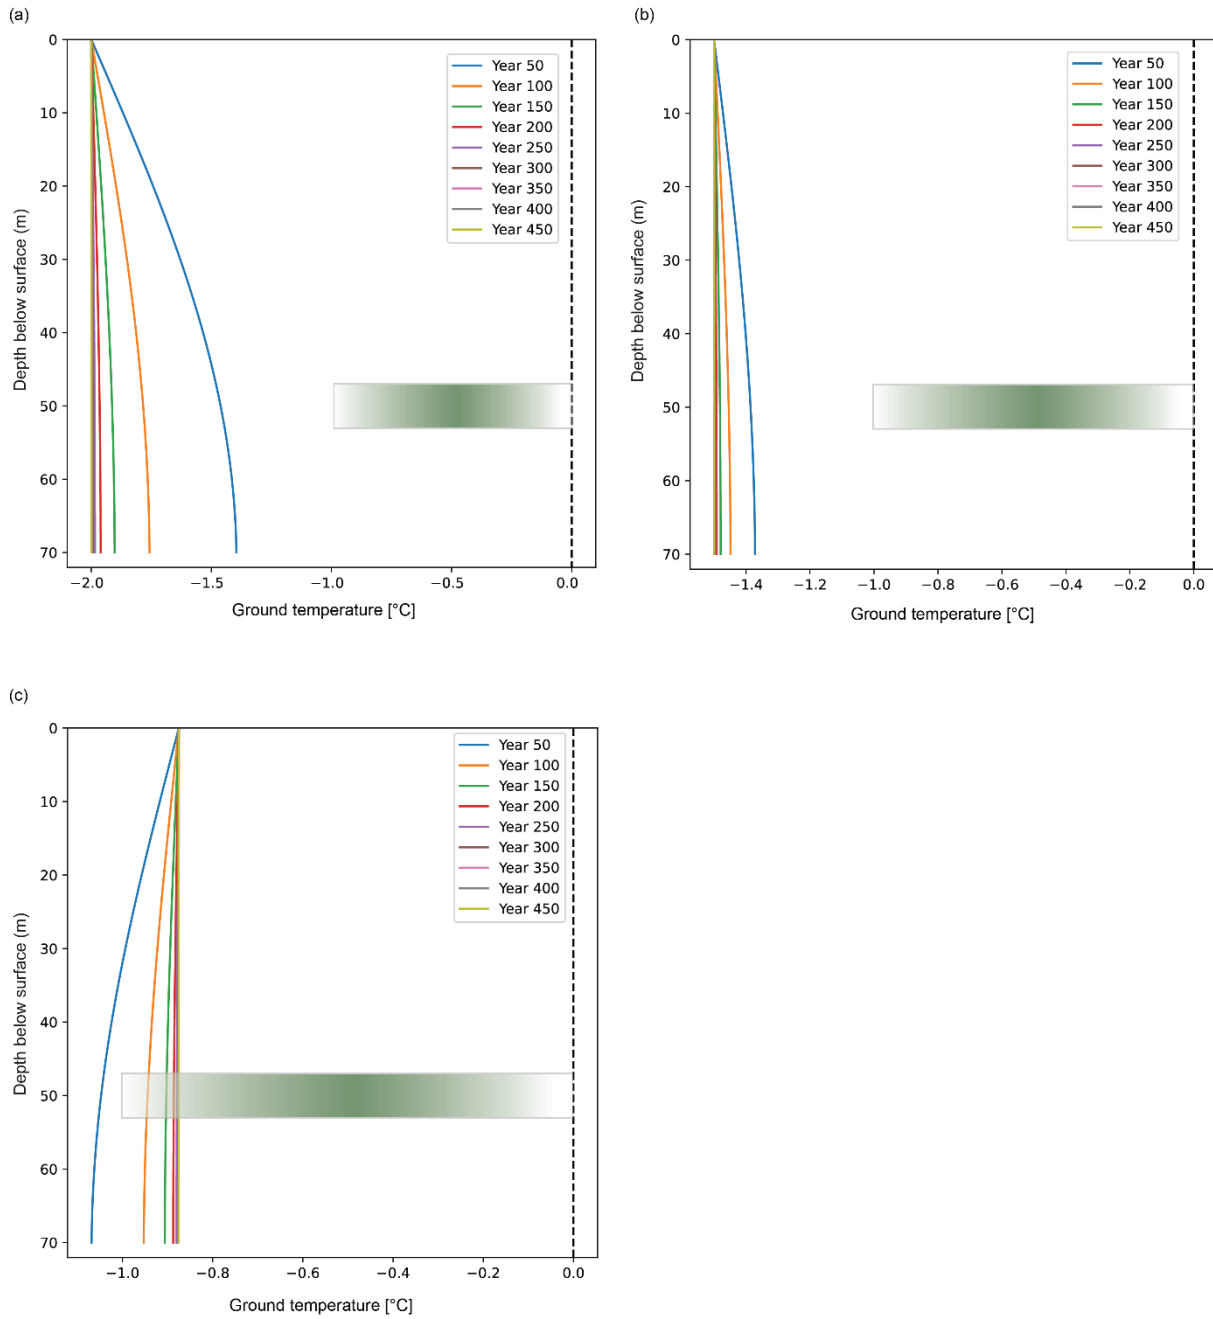 (a)
0
10
20
30
40
50
60
70
Depth below surface (m)
Year 50
Year 100
Year 150
Year 200
Year 250
Year 300
Year 350
Year 400
Year 450
−2.0 −1.5 −1.0 −0.5 0.0
Ground temperature [°C]
(b)
0
10
20
30
40
50
60
70
Depth below surface (m)
Year 50
Year 100
Year 150
Year 200
Year 250
Year 300
Year 350
Year 400
Year 450
−1.4 −1.2 −1.0 −0.8 −0.6 −0.4 −0.2 0.0
Ground temperature [°C]
(c)
0
10
20
30
40
50
60
70
Depth below surface (m)
Year 50
Year 100
Year 150
Year 200
Year 250
Year 300
Year 350
Year 400
Year 450
−1.0 −0.8 −0.6 −0.4 −0.2 0.0
Ground temperature [°C]